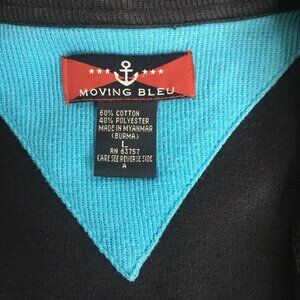 MOVING BLEU
60% COTTON
40% POLYESTER
MADE IN MYANMAR
(BURMA)
L
RN 63757
CARE SEE REVERSE SIDE
A